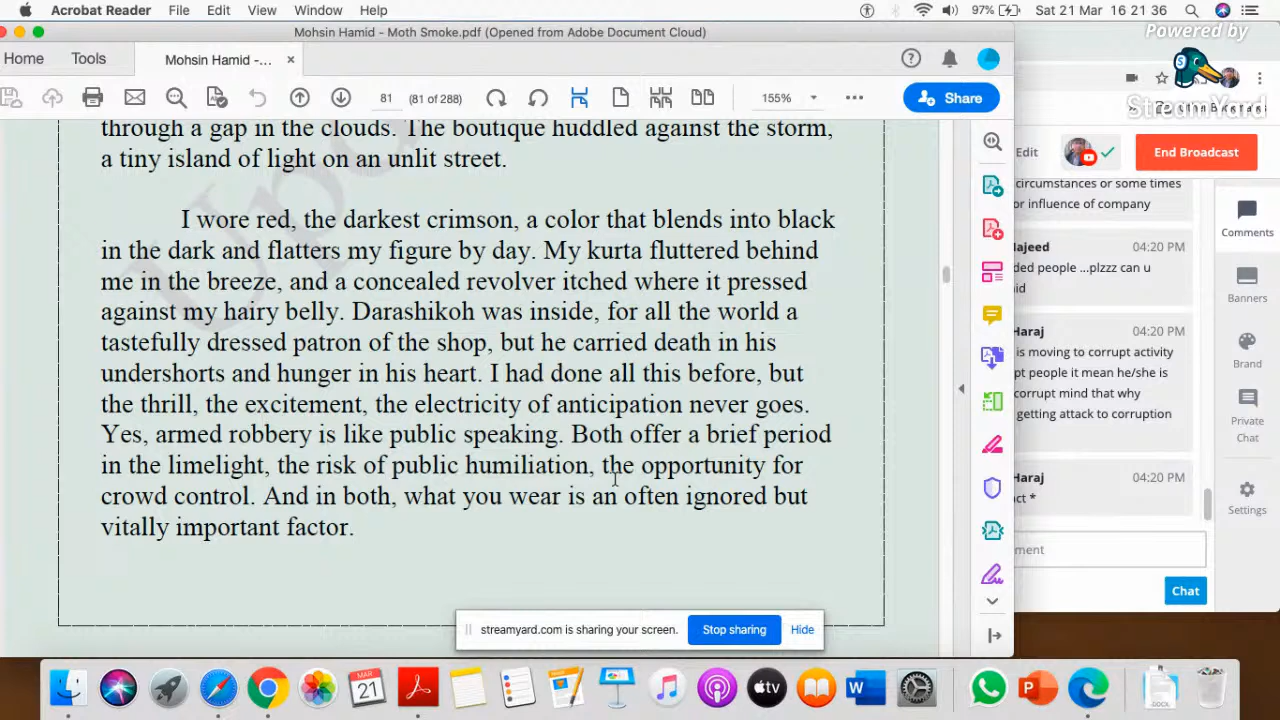 Acrobat Reader File Edit View Window Help 97% Sat 21 Mar 16 21 36
Powered by
Mohsin Hamid - Moth Smoke.pdf (Opened from Adobe Document Cloud)
Home Tools Mohsin Hamid -... ×
StreamYard
81 (81 of 288) 155% Share
through a gap in the clouds. The boutique huddled against the storm,
a tiny island of light on an unlit street.
I wore red, the darkest crimson, a color that blends into black
in the dark and flatters my figure by day. My kurta fluttered behind
me in the breeze, and a concealed revolver itched where it pressed
against my hairy belly. Darashikoh was inside, for all the world a
tastefully dressed patron of the shop, but he carried death in his
undershorts and hunger in his heart. I had done all this before, but
the thrill, the excitement, the electricity of anticipation never goes.
Yes, armed robbery is like public speaking. Both offer a brief period
in the limelight, the risk of public humiliation, the opportunity for
crowd control. And in both, what you wear is an often ignored but
vitally important factor.
Edit End Broadcast
circumstances or some times
or influence of company
Majeed 04:20 PM
ded people ...plzzz can u
id
Haraj 04:20 PM
is moving to corrupt activity
pt people it mean he/she is
corrupt mind that why
getting attack to corruption
Haraj 04:20 PM
act *
ment
Chat
Comments
Banners
Brand
Private
Chat
Settings
streamyard.com is sharing your screen. Stop sharing Hide
MAR
21
tv
W
P
.DOCX